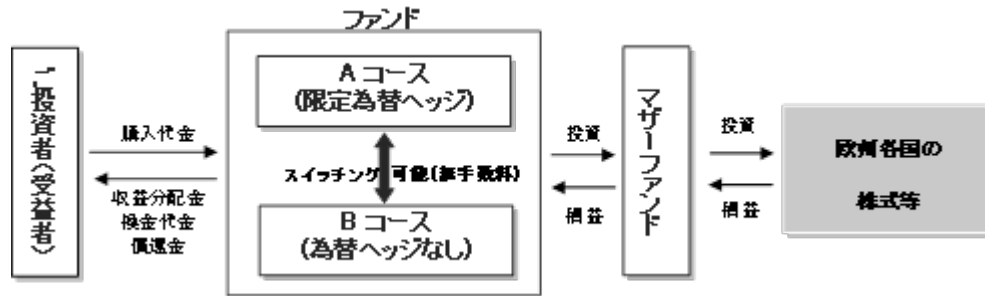 ファンド
投資者(受益者)
購入代金
収益分配金
換金代金
償還金
Aコース
(限定為替ヘッジ)
スイッチング 可能(無手数料)
Bコース
(為替ヘッジなし)
投資
損益
マザーファンド
投資
損益
欧州各国の
株式等